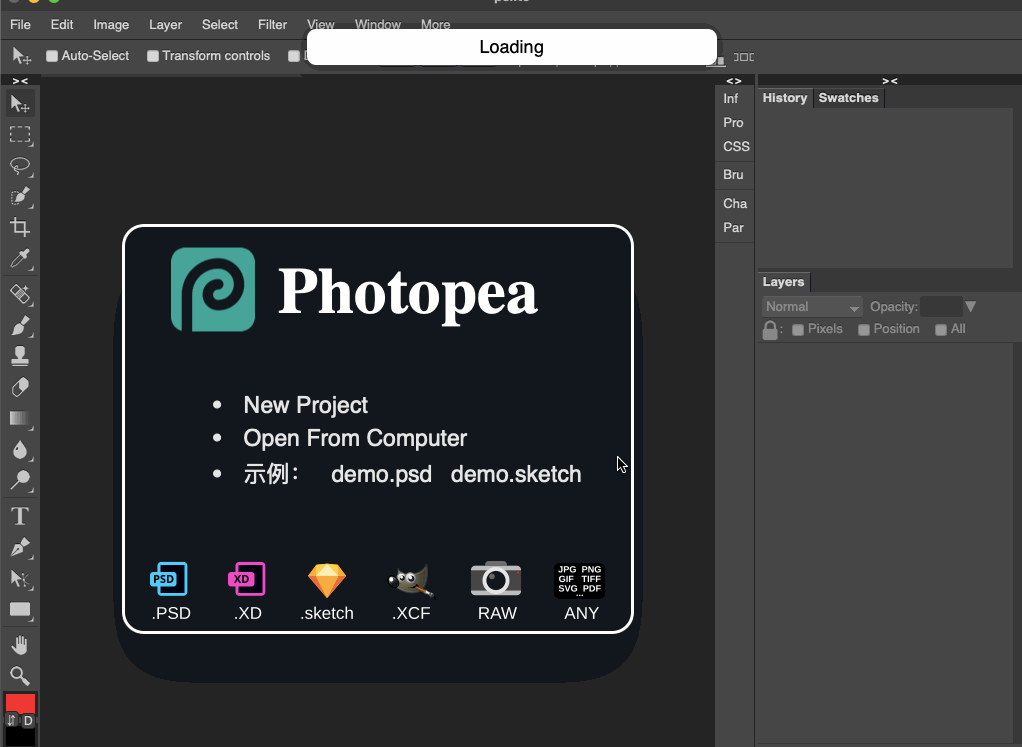 File Edit Image Layer Select Filter View Window More
Loading
Auto-Select Transform controls
Inf
Pro
CSS
Bru
Cha
Par
History Swatches
Layers
Normal Opacity:
: Pixels Position All
Photopea
• New Project
• Open From Computer
• 示例： demo.psd demo.sketch
PSD XD JPG PNG
GIF TIFF
SVG PDF
...
.PSD .XD .sketch .XCF RAW ANY
T
D